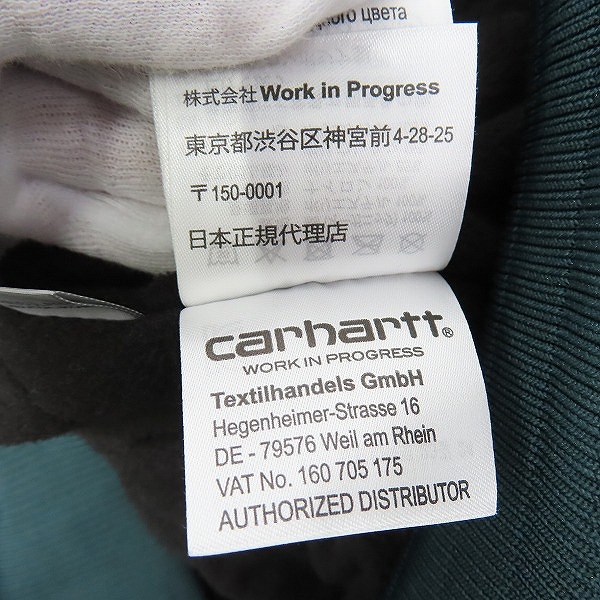 цвета
株式会社Work in Progress
東京都渋谷区神宮前4-28-25
〒150-0001
日本正規代理店
carhartt®
WORK IN PROGRESS
Textilhandels GmbH
Hegenheimer-Strasse 16
DE - 79576 Weil am Rhein
VAT No. 160 705 175
AUTHORIZED DISTRIBUTOR